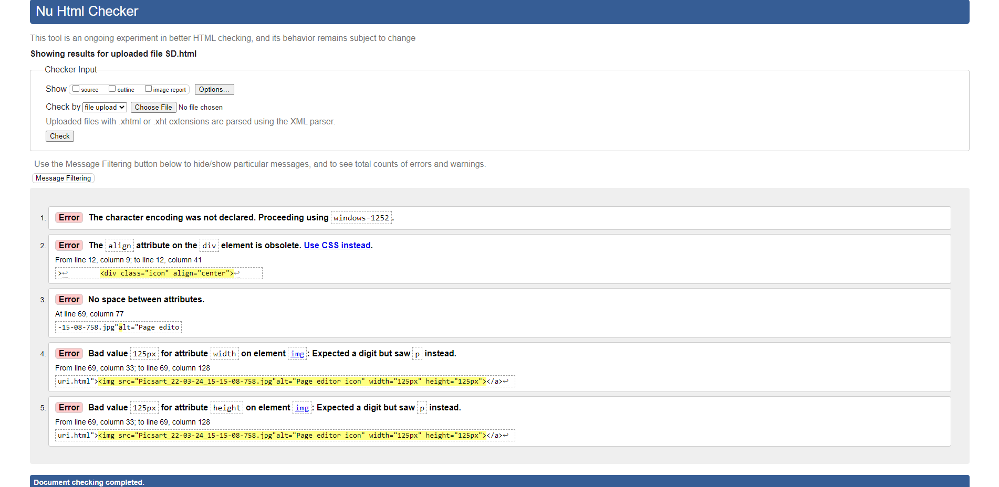 Nu Html Checker
This tool is an ongoing experiment in better HTML checking, and its behavior remains subject to change
Showing results for uploaded file SD.html
Checker Input
Show source outline image report Options...
Check by file upload Choose File No file chosen
Uploaded files with .xhtml or .xht extensions are parsed using the XML parser.
Check
Use the Message Filtering button below to hide/show particular messages, and to see total counts of errors and warnings.
Message Filtering
1. Error The character encoding was not declared. Proceeding using windows-1252.
2. Error The align attribute on the div element is obsolete. Use CSS instead.
From line 12, column 9; to line 12, column 41
>↩ <div class="icon" align="center">↩
3. Error No space between attributes.
At line 69, column 77
-15-08-758.jpg"alt="Page edito
4. Error Bad value 125px for attribute width on element img: Expected a digit but saw p instead.
From line 69, column 33; to line 69, column 128
uri.html"><img src="Picsart_22-03-24_15-15-08-758.jpg"alt="Page editor icon" width="125px" height="125px"></a>↩
5. Error Bad value 125px for attribute height on element img: Expected a digit but saw p instead.
From line 69, column 33; to line 69, column 128
uri.html"><img src="Picsart_22-03-24_15-15-08-758.jpg"alt="Page editor icon" width="125px" height="125px"></a>↩
Document checking completed.